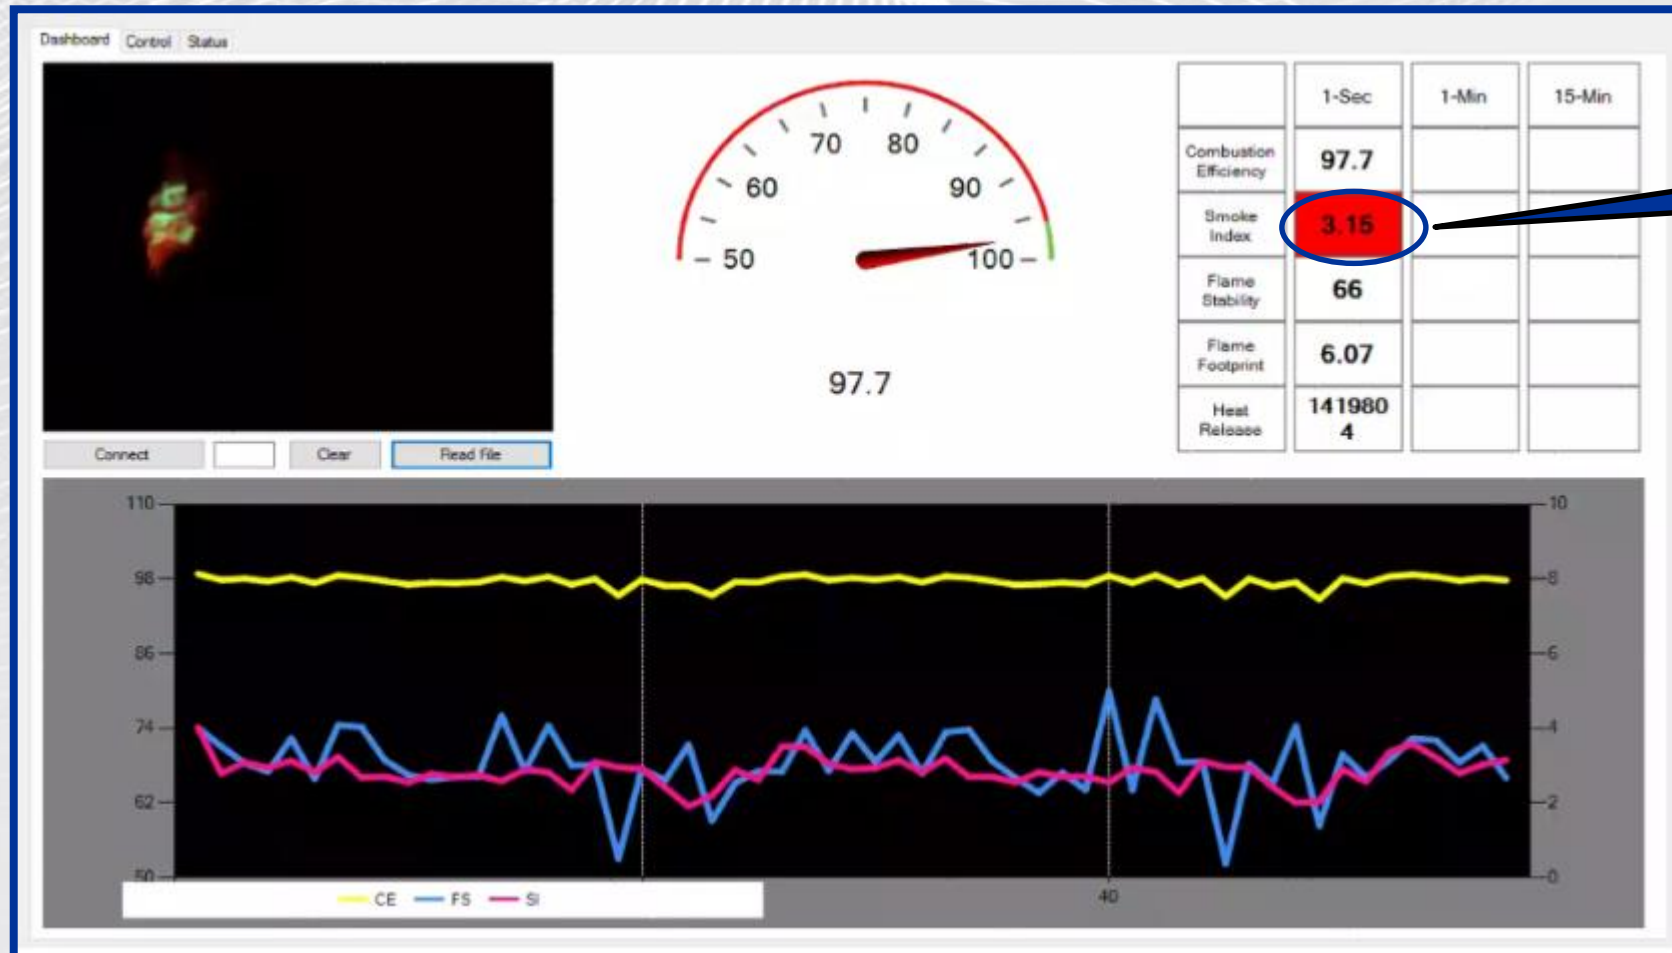 Dashboard Control Status
1-Sec 1-Min 15-Min
Combustion
Efficiency
97.7
Smoke
Index
3.15
Flame
Stability
66
Flame
Footprint
6.07
Heat
Release
141980
4
50 60 70 80 90 100
97.7
Connect Clear Read File
110
98
86
74
62
50
10
8
6
4
2
0
40
CE FS SI